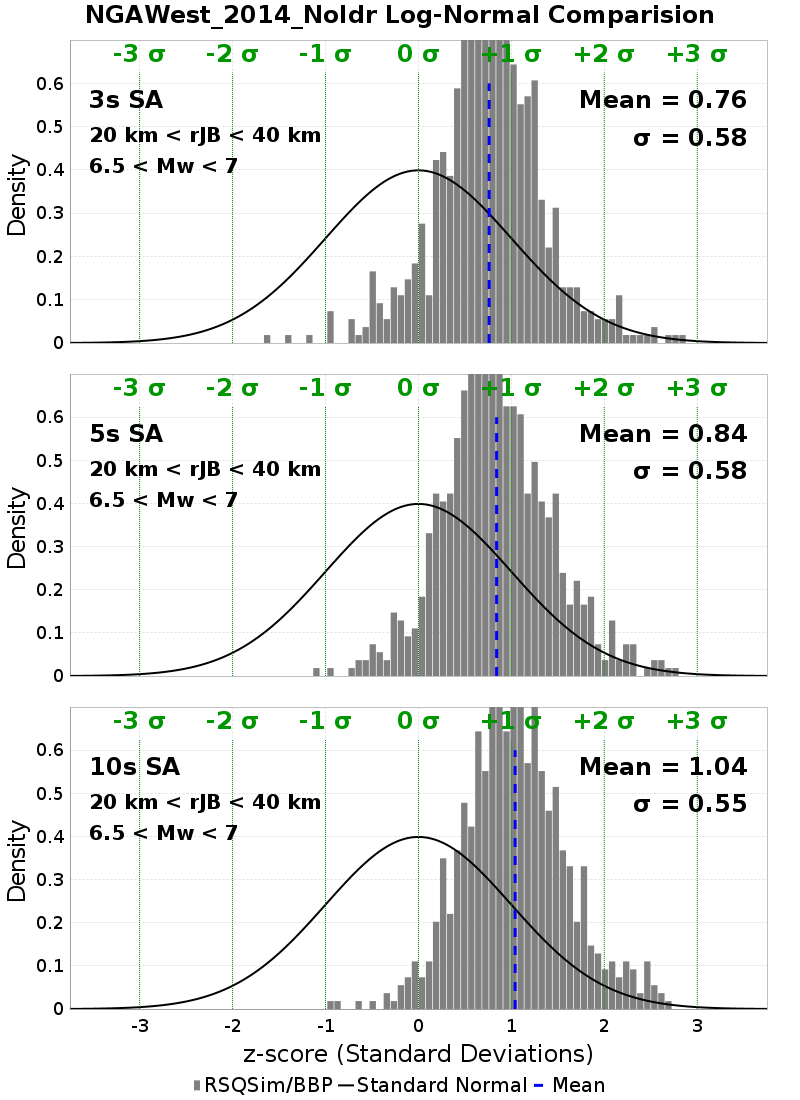 NGAWest_2014_NoIdr Log-Normal Comparision
-3 σ -2 σ -1 σ 0 σ +1 σ +2 σ +3 σ
3s SA
Mean = 0.76
20 km < rJB < 40 km
σ = 0.58
6.5 < Mw < 7
Density
0.6
0.5
0.4
0.3
0.2
0.1
0
-3 σ -2 σ -1 σ 0 σ +1 σ +2 σ +3 σ
5s SA
Mean = 0.84
20 km < rJB < 40 km
σ = 0.58
6.5 < Mw < 7
Density
0.6
0.5
0.4
0.3
0.2
0.1
0
-3 σ -2 σ -1 σ 0 σ +1 σ +2 σ +3 σ
10s SA
Mean = 1.04
20 km < rJB < 40 km
σ = 0.55
6.5 < Mw < 7
Density
0.6
0.5
0.4
0.3
0.2
0.1
0
-3 -2 -1 0 1 2 3
z-score (Standard Deviations)
RSQSim/BBP Standard Normal Mean